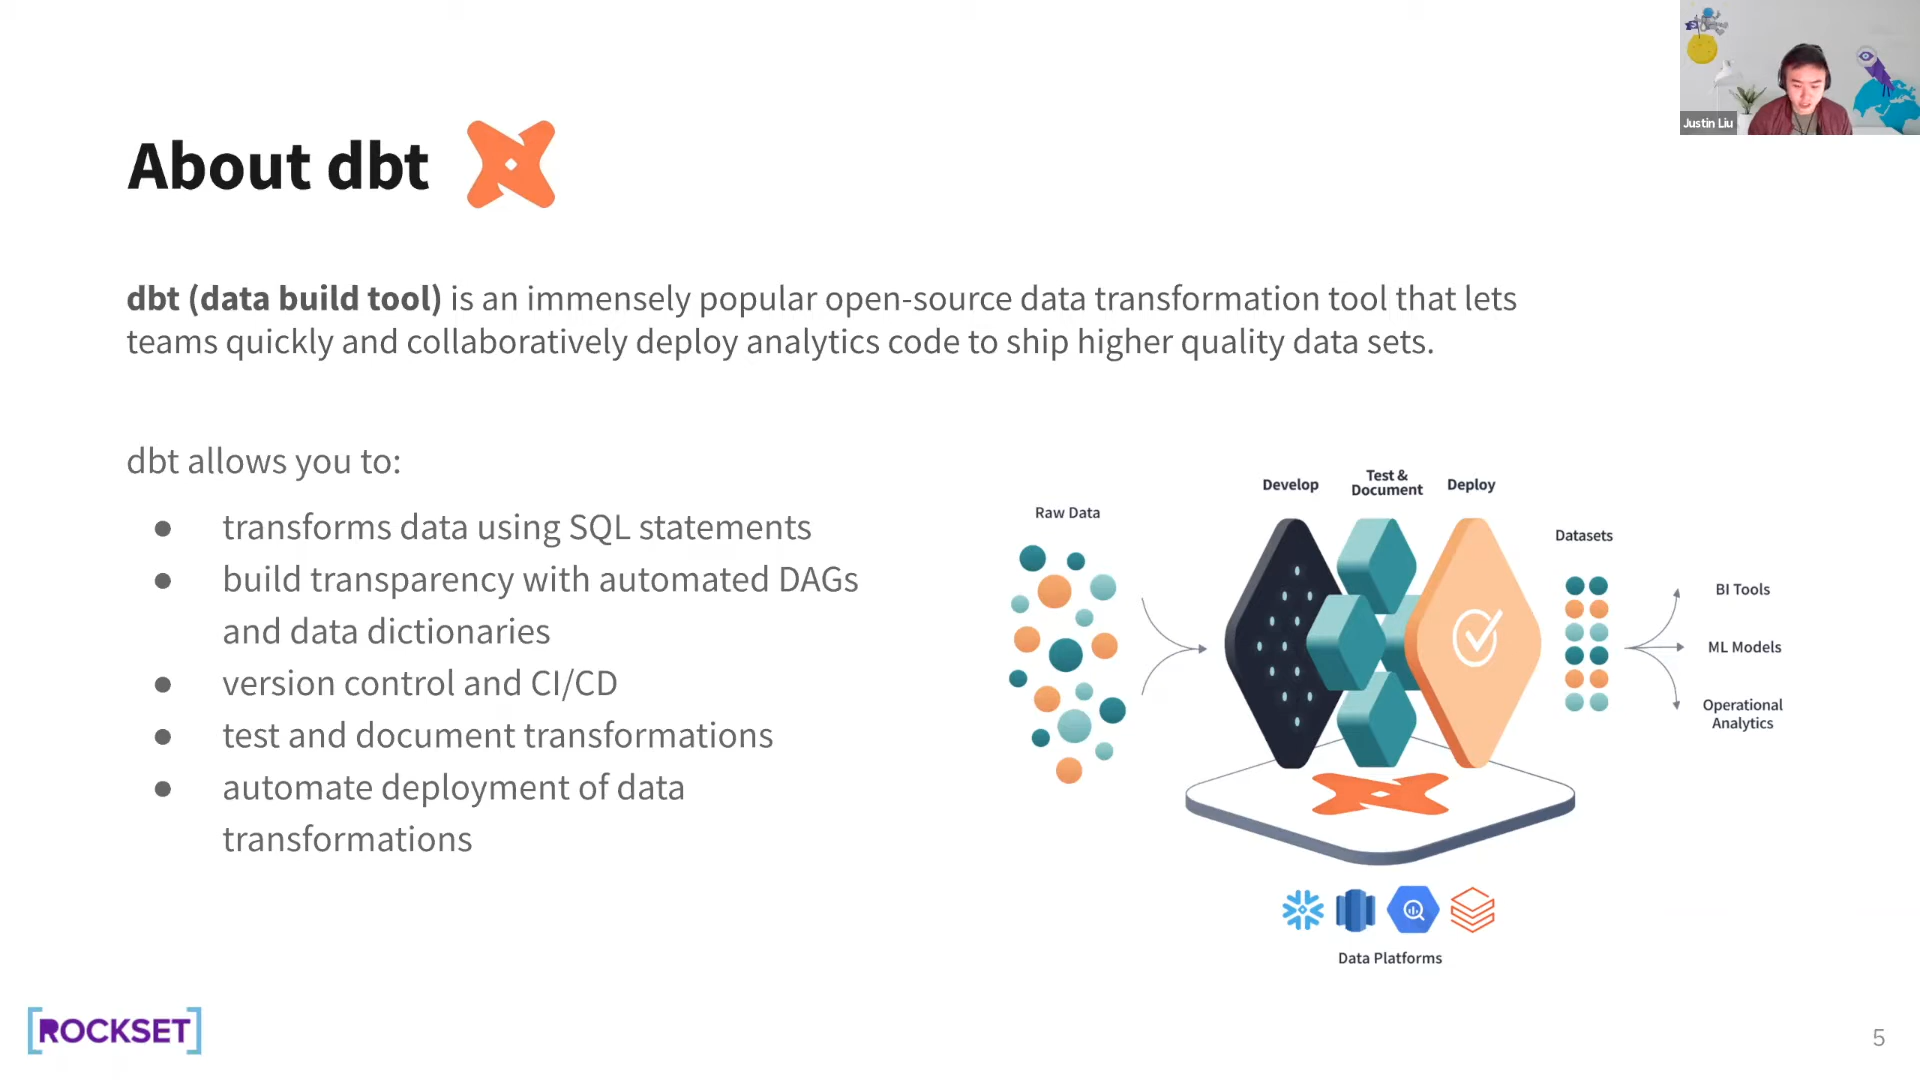 Justin Liu
About dbt
dbt (data build tool) is an immensely popular open-source data transformation tool that lets
teams quickly and collaboratively deploy analytics code to ship higher quality data sets.
dbt allows you to:
● transforms data using SQL statements
● build transparency with automated DAGs
and data dictionaries
● version control and CI/CD
● test and document transformations
● automate deployment of data
transformations
Raw Data
Develop
Test &
Document
Deploy
Datasets
BI Tools
ML Models
Operational
Analytics
Data Platforms
[ROCKSET]
5